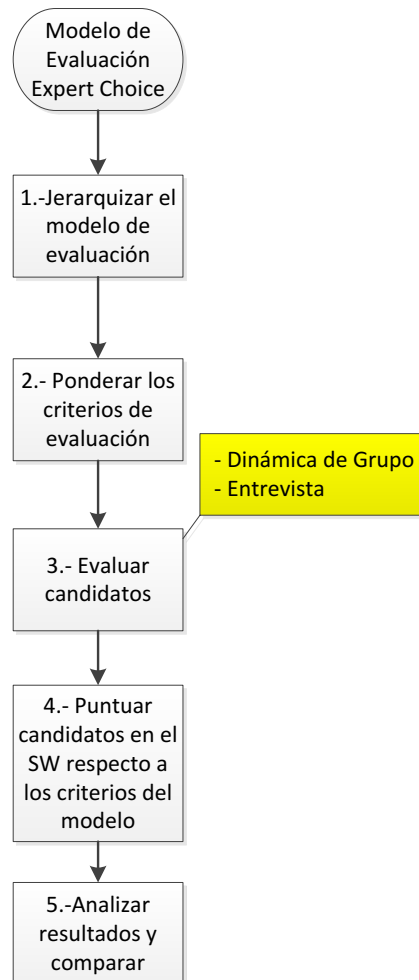 Modelo de
Evaluación
Expert Choice
1.-Jerarquizar el
modelo de
evaluación
2.- Ponderar los
criterios de
evaluación
- Dinámica de Grupo
- Entrevista
3.- Evaluar
candidatos
4.- Puntuar
candidatos en el
SW respecto a
los criterios del
modelo
5.-Analizar
resultados y
comparar